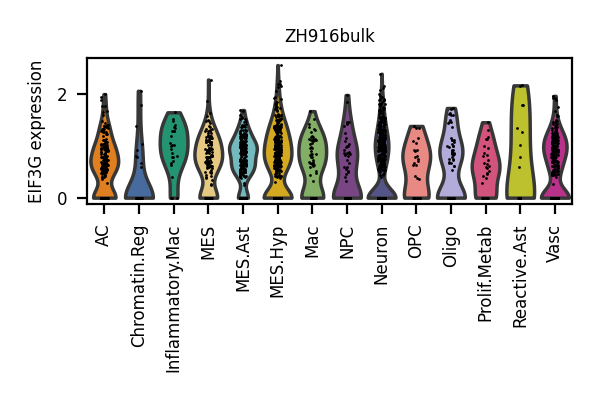 ZH916bulk
EIF3G expression
2
0
AC
Chromatin.Reg
Inflammatory.Mac
MES
MES.Ast
MES.Hyp
Mac
NPC
Neuron
OPC
Oligo
Prolif.Metab
Reactive.Ast
Vasc